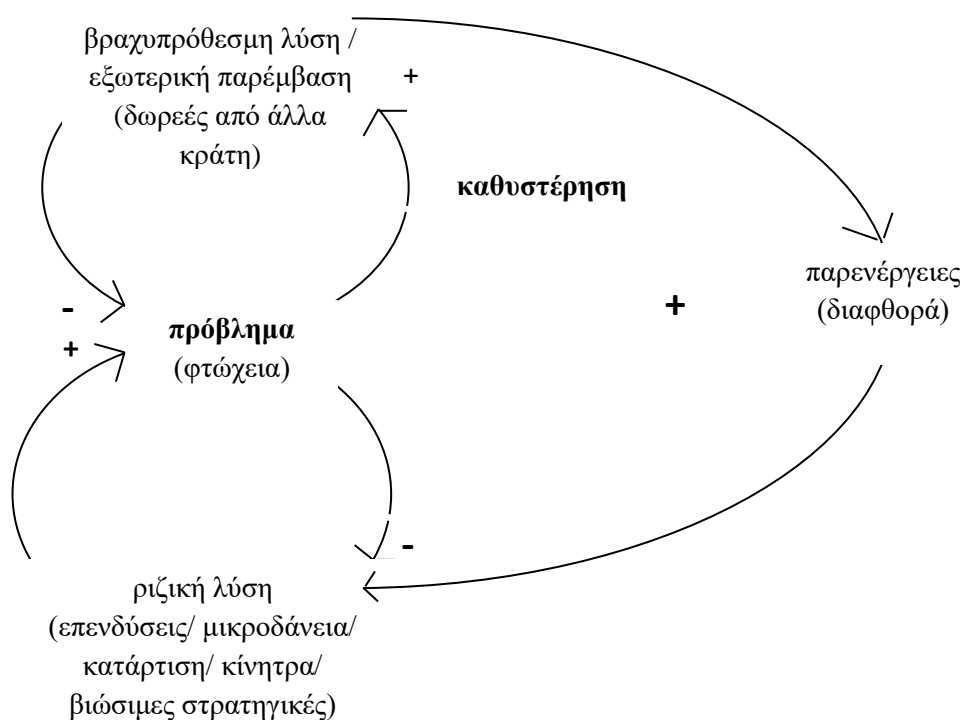 βραχυπρόθεσμη λύση /
εξωτερική παρέμβαση
(δωρεές από άλλα
κράτη)
+
καθυστέρηση
παρενέργειες
(διαφθορά)
+
-
+
πρόβλημα
(φτώχεια)
-
ριζική λύση
(επενδύσεις/ μικροδάνεια/
κατάρτιση/ κίνητρα/
βιώσιμες στρατηγικές)